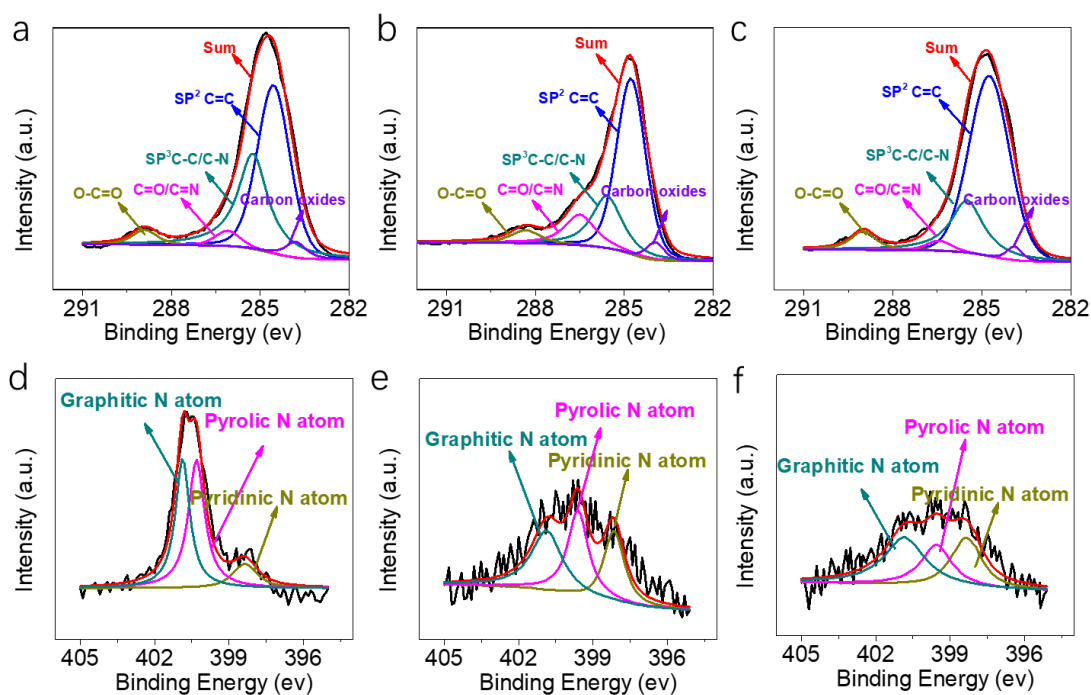 a
Intensity (a.u.)
Sum
SP² C=C
SP³C-C/C-N
C=O/C=N
O-C=O
Carbon oxides
291 288 285 282
Binding Energy (ev)
b
Intensity (a.u.)
Sum
SP² C=C
SP³C-C/C-N
C=O/C=N
O-C=O
Carbon oxides
291 288 285 282
Binding Energy (ev)
c
Intensity (a.u.)
Sum
SP² C=C
SP³C-C/C-N
C=O/C=N
O-C=O
Carbon oxides
291 288 285 282
Binding Energy (ev)
d
Intensity (a.u.)
Graphitic N atom
Pyrolic N atom
Pyridinic N atom
405 402 399 396
Binding Energy (ev)
e
Intensity (a.u.)
Pyrolic N atom
Graphitic N atom
Pyridinic N atom
405 402 399 396
Binding Energy (ev)
f
Intensity (a.u.)
Pyrolic N atom
Graphitic N atom
Pyridinic N atom
405 402 399 396
Binding Energy (ev)